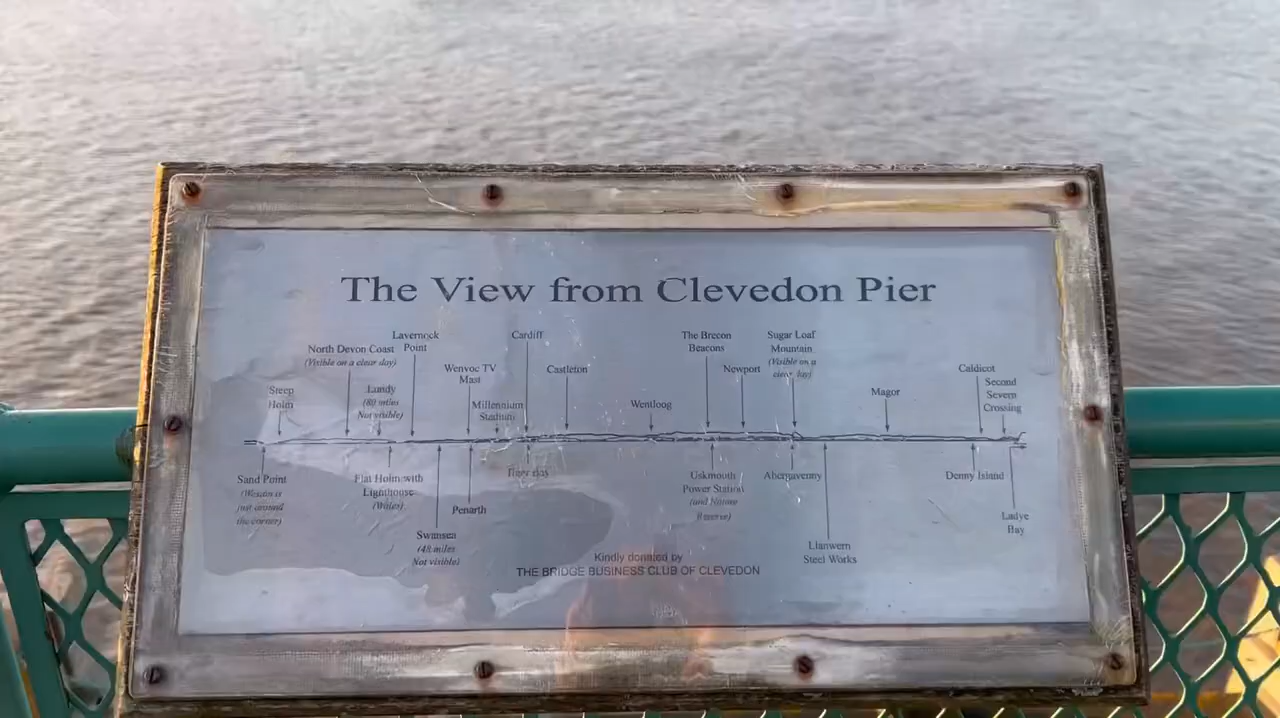 The View from Clevedon Pier
Lavernock
Point
Cardiff
The Brecon
Beacons
Sugar Loaf
Mountain
(Visible on a
clear day)
North Devon Coast
(Visible on a clear day)
Wenvoe TV
Mast
Castleton
Newport
Caldicot
Steep
Holm
Lundy
(80 miles
Not visible)
Millennium
Stadium
Wentloog
Magor
Second
Severn
Crossing
Sand Point
(Weston is
just around
the corner)
Flat Holm with
Lighthouse
(Wales)
Swansea
(48 miles
Not visible)
Penarth
Uskmouth
Power Station
(and Nature
Reserve)
Abergavenny
Llanwern
Steel Works
Denny Island
Ladye
Bay
Kindly donated by
THE BRIDGE BUSINESS CLUB OF CLEVEDON